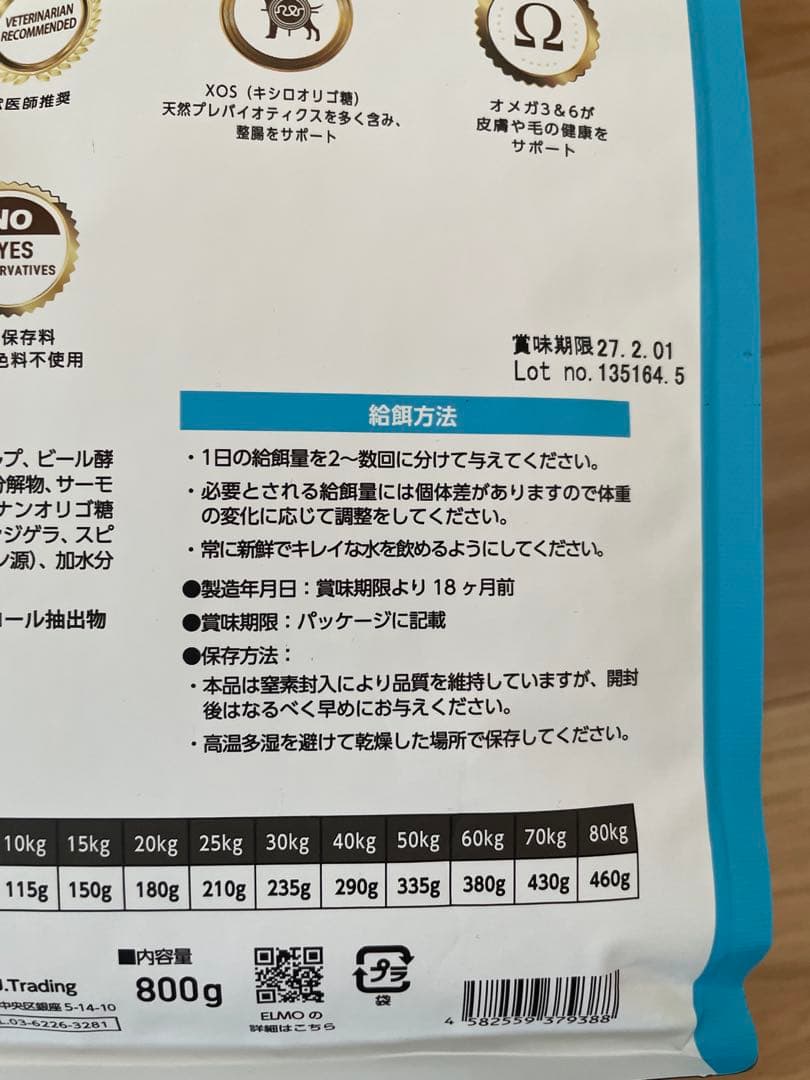 VETERINARIAN
RECOMMENDED
医師推奨
XOS（キシロオリゴ糖）
天然プレバイオティクスを多く含み、
整腸をサポート
Ω
オメガ3＆6が
皮膚や毛の健康を
サポート
NO
YES
RVATIVES
保存料
色料不使用
賞味期限27.2.01
Lot no.135164.5
プ、ビール酵
分解物、サーモ
ナンオリゴ糖
ジゲラ、スピ
ン源）、加水分
ール抽出物
給餌方法
・1日の給餌量を2〜数回に分けて与えてください。
・必要とされる給餌量には個体差がありますので体重
の変化に応じて調整をしてください。
・常に新鮮でキレイな水を飲めるようにしてください。
●製造年月日：賞味期限より18ヶ月前
●賞味期限：パッケージに記載
●保存方法：
・本品は窒素封入により品質を維持していますが、開封
後はなるべく早めにお与えください。
・高温多湿を避けて乾燥した場所で保存してください。
10kg 15kg 20kg 25kg 30kg 40kg 50kg 60kg 70kg 80kg
115g 150g 180g 210g 235g 290g 335g 380g 430g 460g
.Trading
中央区銀座 5-14-10
.03-6226-3281
■内容量
800g
ELMO の
詳細はこちら
プラ
袋
4 582559 379388